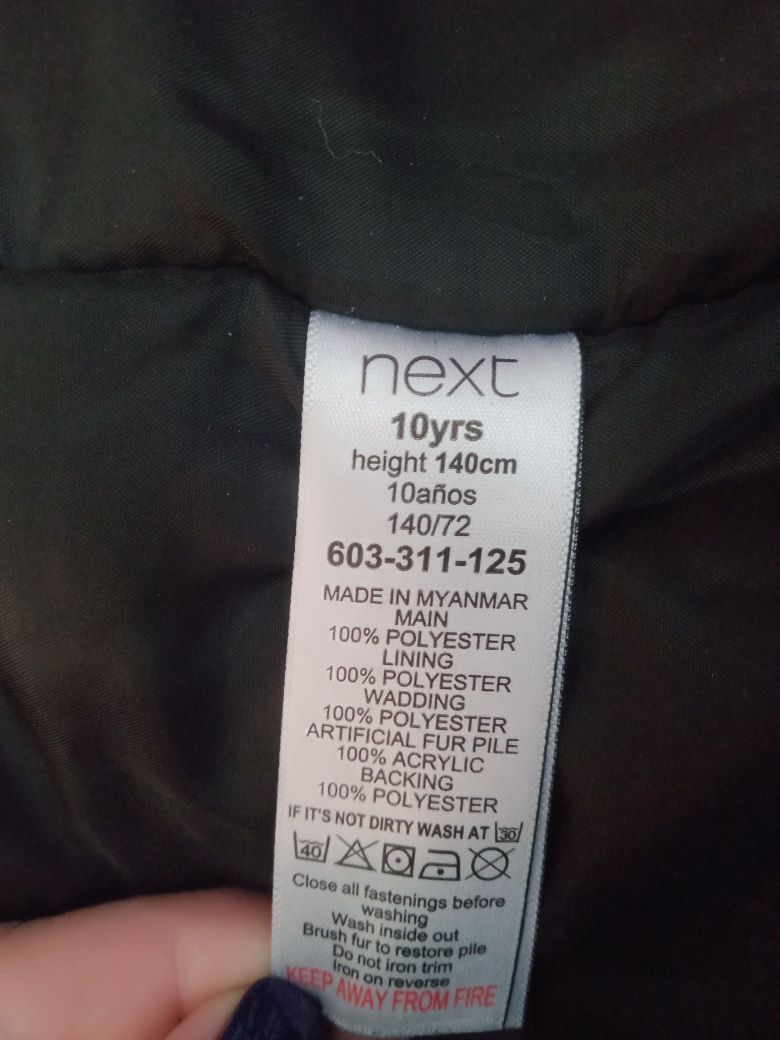 next
10yrs
height 140cm
10años
140/72
603-311-125
MADE IN MYANMAR
MAIN
100% POLYESTER
LINING
100% POLYESTER
WADDING
100% POLYESTER
ARTIFICIAL FUR PILE
100% ACRYLIC
BACKING
100% POLYESTER
IF IT'S NOT DIRTY WASH AT 30
40
Close all fastenings before
washing
Wash inside out
Brush fur to restore pile
Do not iron trim
Iron on reverse
KEEP AWAY FROM FIRE